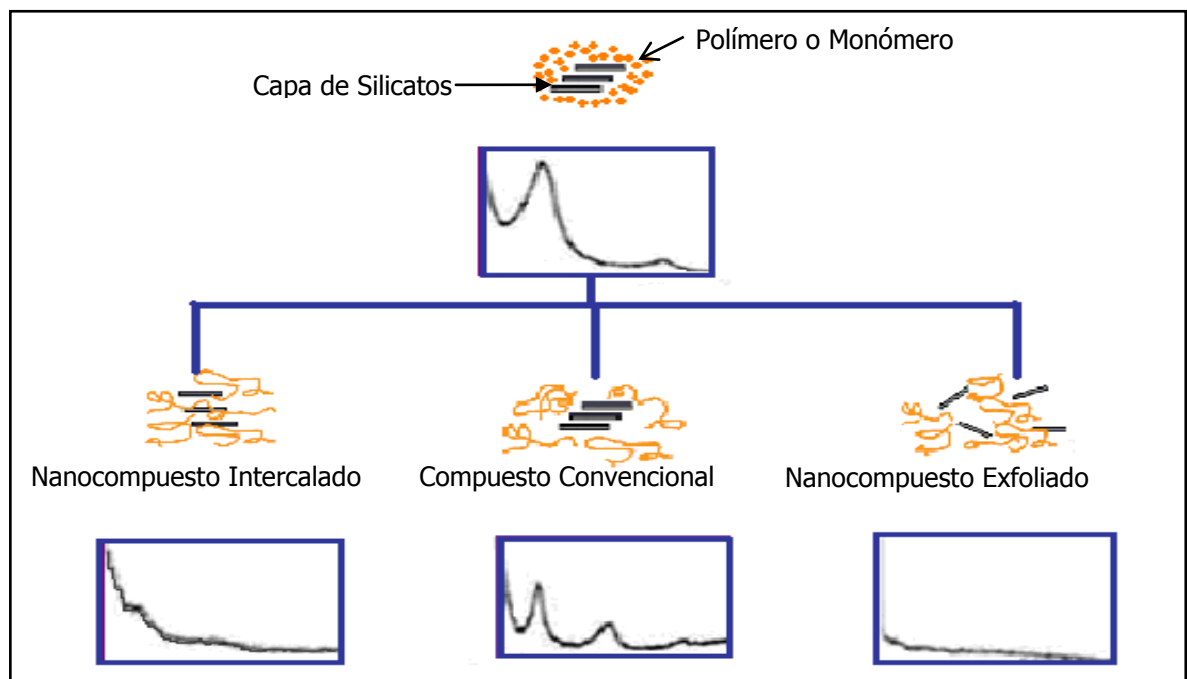 Polímero o Monómero
Capa de Silicatos
Nanocompuesto Intercalado
Compuesto Convencional
Nanocompuesto Exfoliado